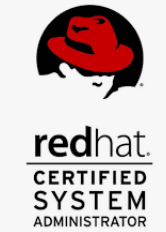 redhat.
CERTIFIED
SYSTEM
ADMINISTRATOR